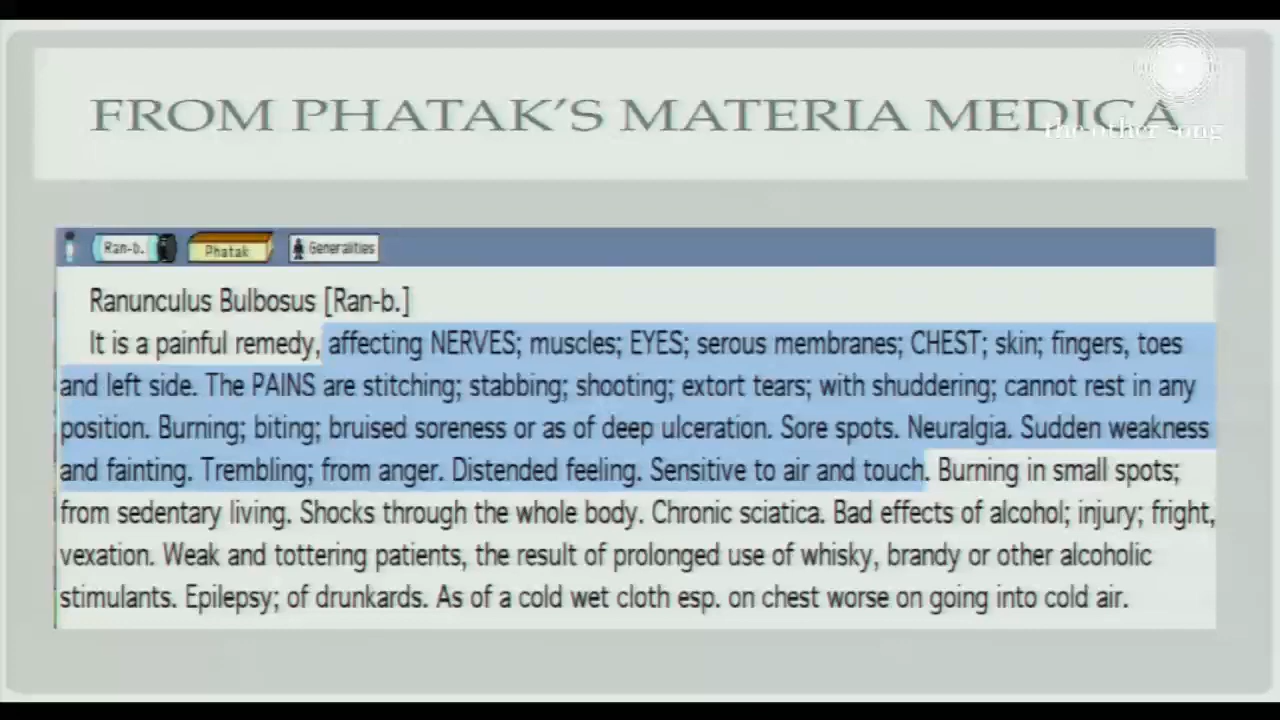 the other song
FROM PHATAK'S MATERIA MEDICA
Ran-b. Phatak Generalities
Ranunculus Bulbosus [Ran-b.]
It is a painful remedy, affecting NERVES; muscles; EYES; serous membranes; CHEST; skin; fingers, toes
and left side. The PAINS are stitching; stabbing; shooting; extort tears; with shuddering; cannot rest in any
position. Burning; biting; bruised soreness or as of deep ulceration. Sore spots. Neuralgia. Sudden weakness
and fainting. Trembling; from anger. Distended feeling. Sensitive to air and touch. Burning in small spots;
from sedentary living. Shocks through the whole body. Chronic sciatica. Bad effects of alcohol; injury; fright,
vexation. Weak and tottering patients, the result of prolonged use of whisky, brandy or other alcoholic
stimulants. Epilepsy; of drunkards. As of a cold wet cloth esp. on chest worse on going into cold air.